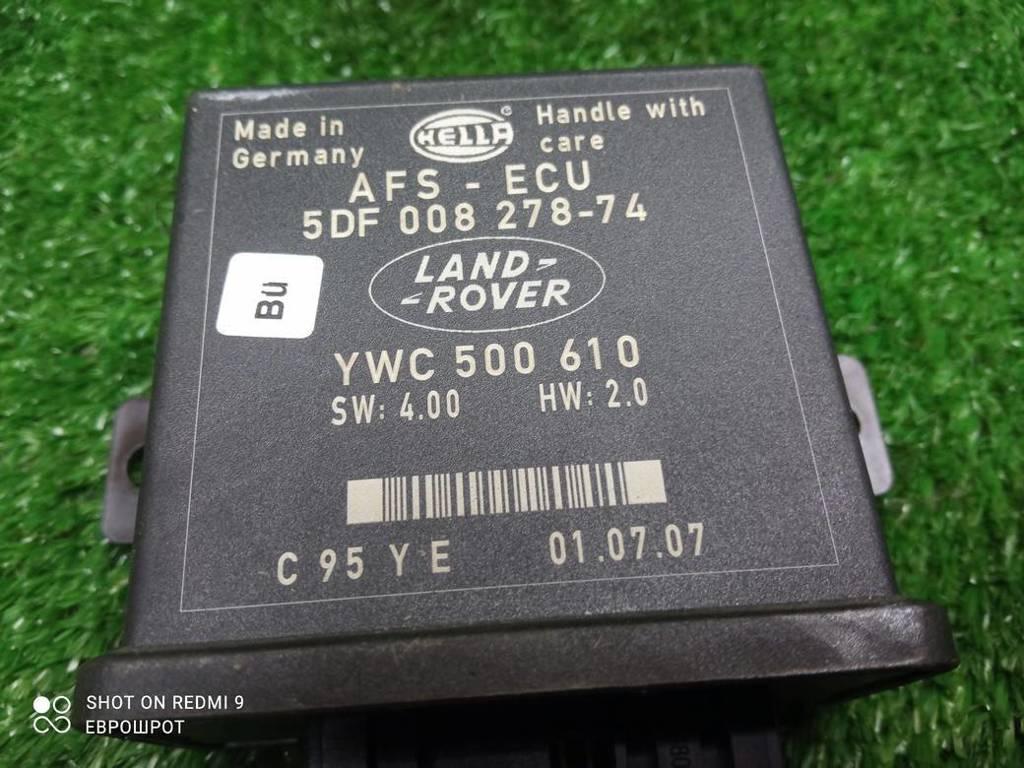 Made in
Germany
HELLA
®
Handle with
care
AFS - ECU
5DF 008 278-74
LAND-
-ROVER
Bu
YWC 500 610
SW: 4.00 HW: 2.0
C 95 Y E 01.07.07
SHOT ON REDMI 9
ЕВРОШРОТ